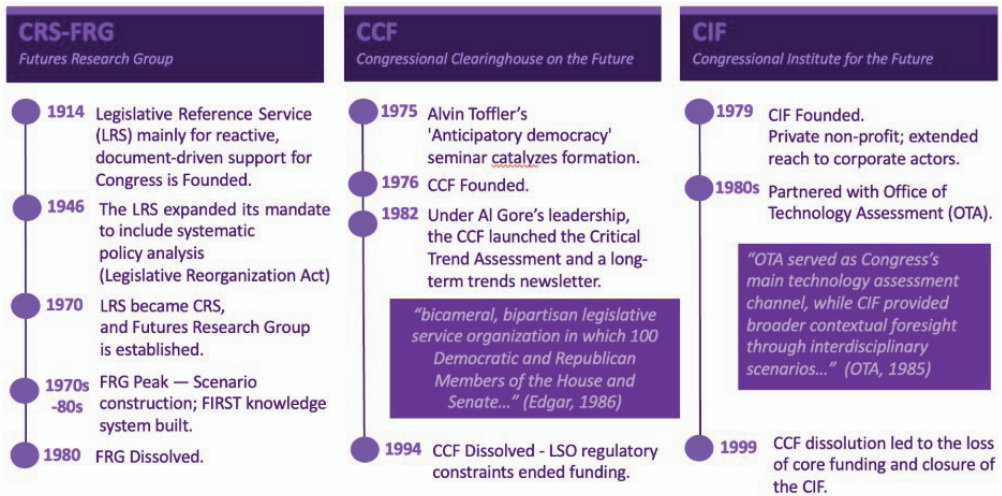 CRS-FRG
Futures Research Group
1914
Legislative Reference Service
(LRS) mainly for reactive,
document-driven support for
Congress is Founded.
1946
The LRS expanded its mandate
to include systematic
policy analysis
(Legislative Reorganization Act)
1970
LRS became CRS,
and Futures Research Group
is established.
1970s
-80s
FRG Peak — Scenario
construction; FIRST knowledge
system built.
1980
FRG Dissolved.
CCF
Congressional Clearinghouse on the Future
1975
Alvin Toffler’s
'Anticipatory democracy'
seminar catalyzes formation.
1976
CCF Founded.
1982
Under Al Gore’s leadership,
the CCF launched the Critical
Trend Assessment and a long-
term trends newsletter.
“bicameral, bipartisan legislative
service organization in which 100
Democratic and Republican
Members of the House and
Senate…” (Edgar, 1986)
1994
CCF Dissolved - LSO regulatory
constraints ended funding.
CIF
Congressional Institute for the Future
1979
CIF Founded.
Private non-profit; extended
reach to corporate actors.
1980s
Partnered with Office of
Technology Assessment (OTA).
“OTA served as Congress’s
main technology assessment
channel, while CIF provided
broader contextual foresight
through interdisciplinary
scenarios…” (OTA, 1985)
1999
CCF dissolution led to the loss
of core funding and closure of
the CIF.